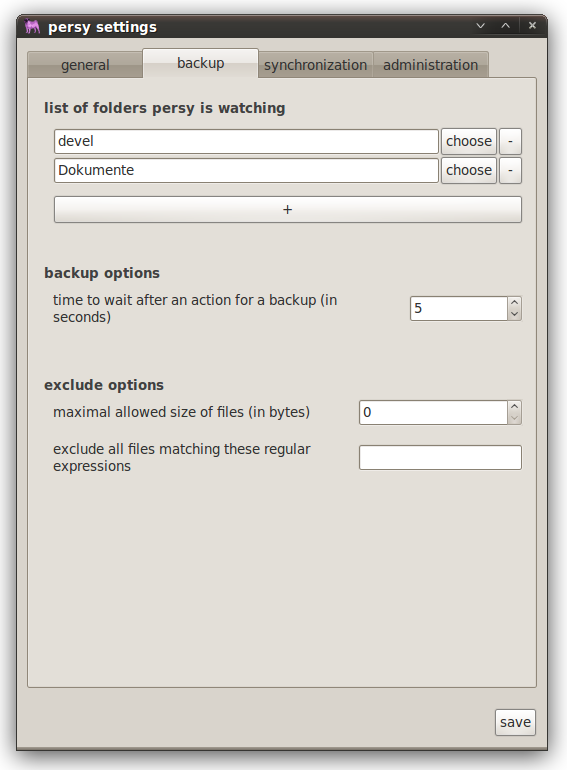 persy settings
general backup synchronization administration
list of folders persy is watching
devel choose -
Dokumente choose -
+
backup options
time to wait after an action for a backup (in
seconds)
5
exclude options
maximal allowed size of files (in bytes) 0
exclude all files matching these regular
expressions
save